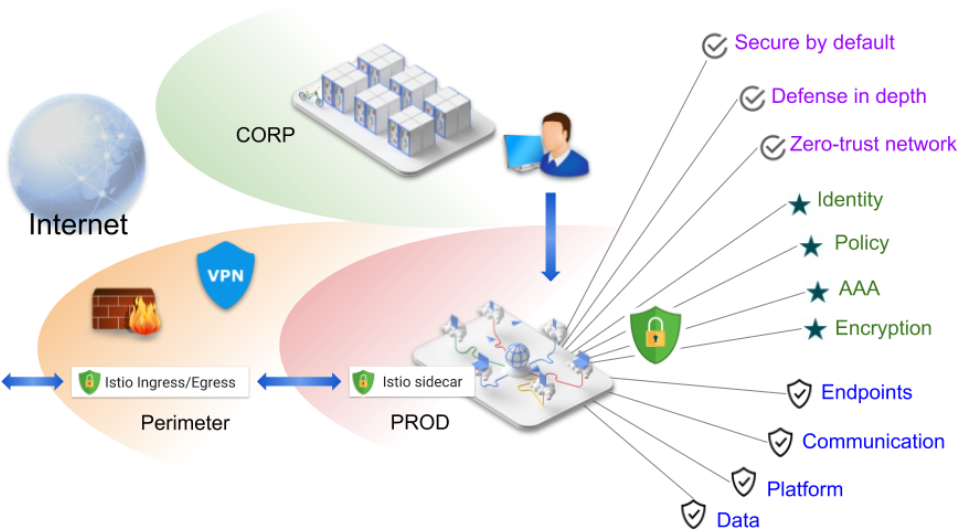 Secure by default
Defense in depth
CORP
Zero-trust network
Internet
Identity
Policy
VPN
AAA
Encryption
Istio Ingress/Egress
Istio sidecar
Endpoints
Perimeter
PROD
Communication
Platform
Data